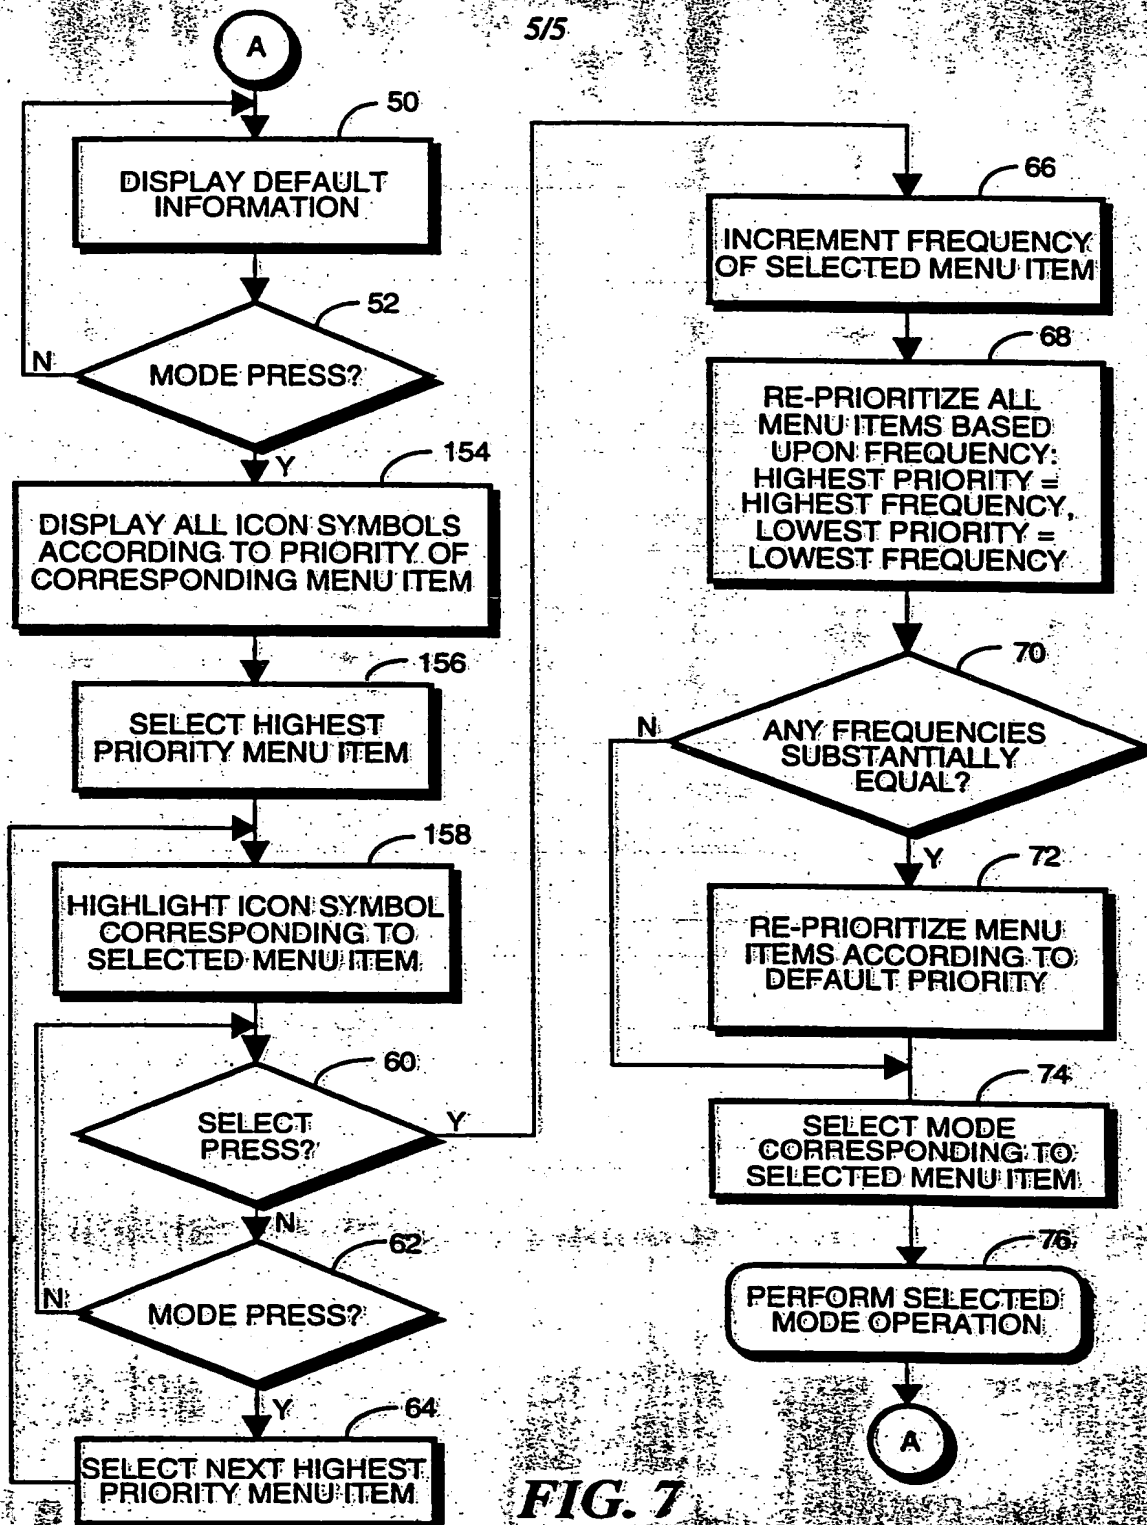 5/5
A
50
DISPLAY DEFAULT
INFORMATION
52
MODE PRESS?
N
Y
154
DISPLAY ALL ICON SYMBOLS
ACCORDING TO PRIORITY OF
CORRESPONDING MENU ITEM
156
SELECT HIGHEST
PRIORITY MENU ITEM
158
HIGHLIGHT ICON SYMBOL
CORRESPONDING TO
SELECTED MENU ITEM
60
SELECT
PRESS?
Y
N
62
MODE PRESS?
N
Y
64
SELECT NEXT HIGHEST
PRIORITY MENU ITEM
66
INCREMENT FREQUENCY
OF SELECTED MENU ITEM
68
RE-PRIORITIZE ALL
MENU ITEMS BASED
UPON FREQUENCY:
HIGHEST PRIORITY =
HIGHEST FREQUENCY,
LOWEST PRIORITY =
LOWEST FREQUENCY
70
ANY FREQUENCIES
SUBSTANTIALLY
EQUAL?
N
Y
72
RE-PRIORITIZE MENU
ITEMS ACCORDING TO
DEFAULT PRIORITY
74
SELECT MODE
CORRESPONDING TO
SELECTED MENU ITEM
76
PERFORM SELECTED
MODE OPERATION
A
FIG. 7